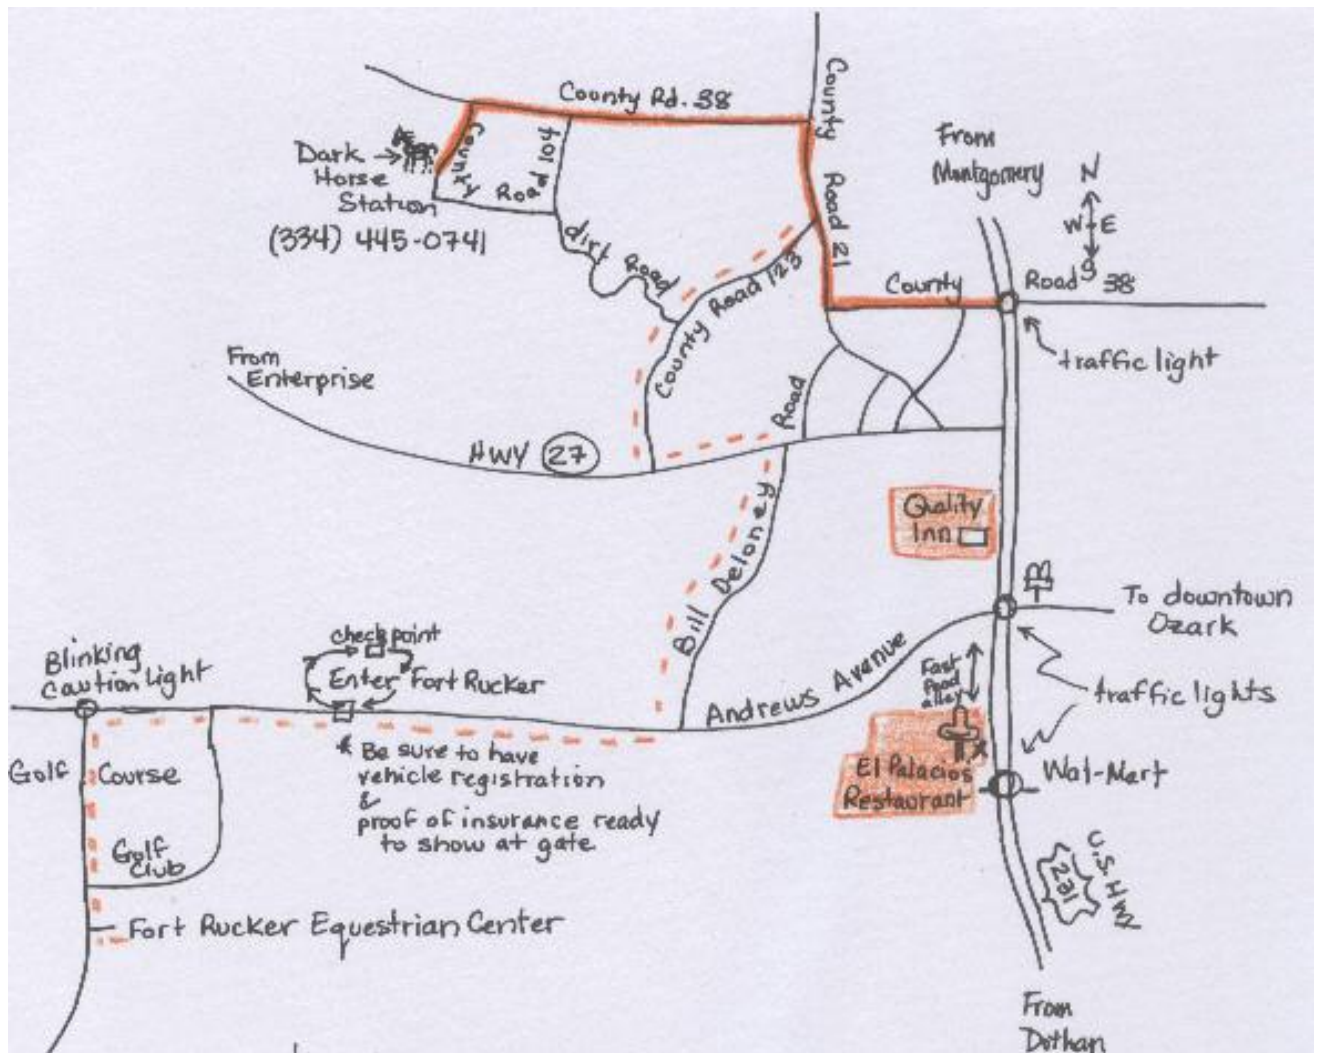 County Rd. 38
County Road 21
From
Montgomery
N
W E
S
Dark
Horse
Station
(334) 445-0741
County
Road 104
dirt Road
County Road 123
County Road 38
traffic light
From
Enterprise
HWY 27
Road
Bill Deloney
Quality
Inn
To downtown
Ozark
traffic lights
Andrews Avenue
Fast
Food
alley
El Palacios
Restaurant
X
Wal-Mart
U.S. HWY
231
From
Dothan
Blinking
Caution Light
checkpoint
Enter Fort Rucker
* Be sure to have
vehicle registration
&
proof of insurance ready
to show at gate
Golf Course
Golf
Club
Fort Rucker Equestrian Center